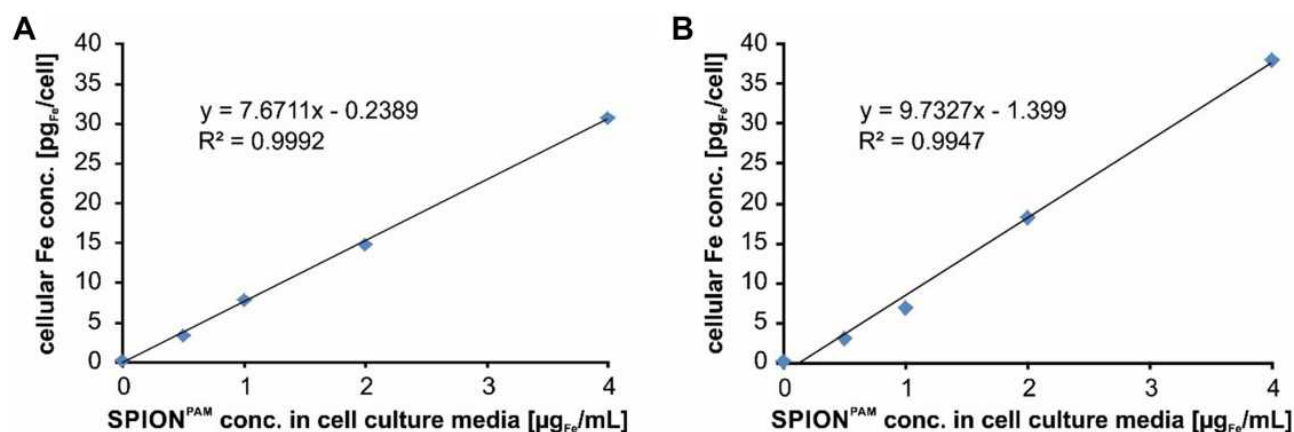 A
cellular Fe conc. [pgFe/cell]
40
35
30
25
20
15
10
5
0
y = 7.6711x - 0.2389
R² = 0.9992
0 1 2 3 4
SPIONPAM conc. in cell culture media [µgFe/mL]
B
cellular Fe conc. [pgFe/cell]
40
35
30
25
20
15
10
5
0
y = 9.7327x - 1.399
R² = 0.9947
0 1 2 3 4
SPIONPAM conc. in cell culture media [µgFe/mL]